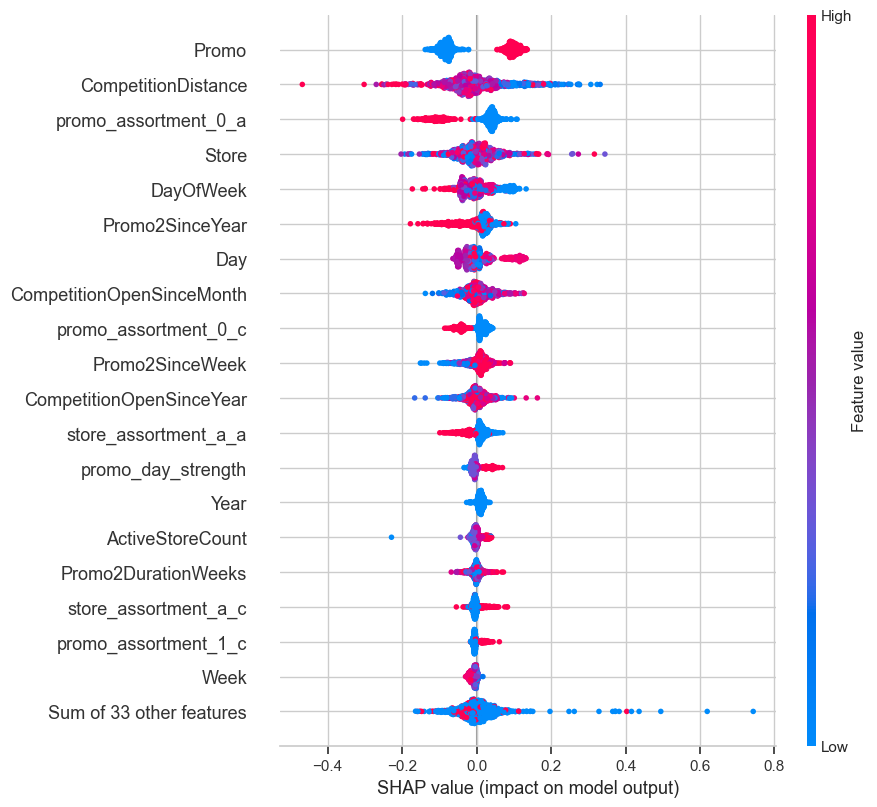 High
Promo
CompetitionDistance
promo_assortment_0_a
Store
DayOfWeek
Promo2SinceYear
Day
CompetitionOpenSinceMonth
promo_assortment_0_c
Promo2SinceWeek
CompetitionOpenSinceYear
store_assortment_a_a
promo_day_strength
Year
ActiveStoreCount
Promo2DurationWeeks
store_assortment_a_c
promo_assortment_1_c
Week
Sum of 33 other features
Feature value
Low
−0.4 −0.2 0.0 0.2 0.4 0.6 0.8
SHAP value (impact on model output)